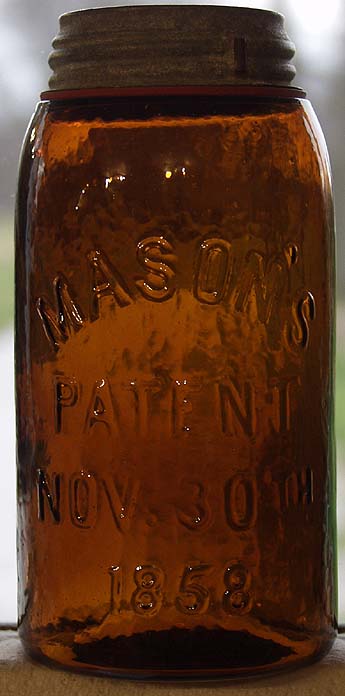 MASON'S
PATENT
NOV. 30TH
1858